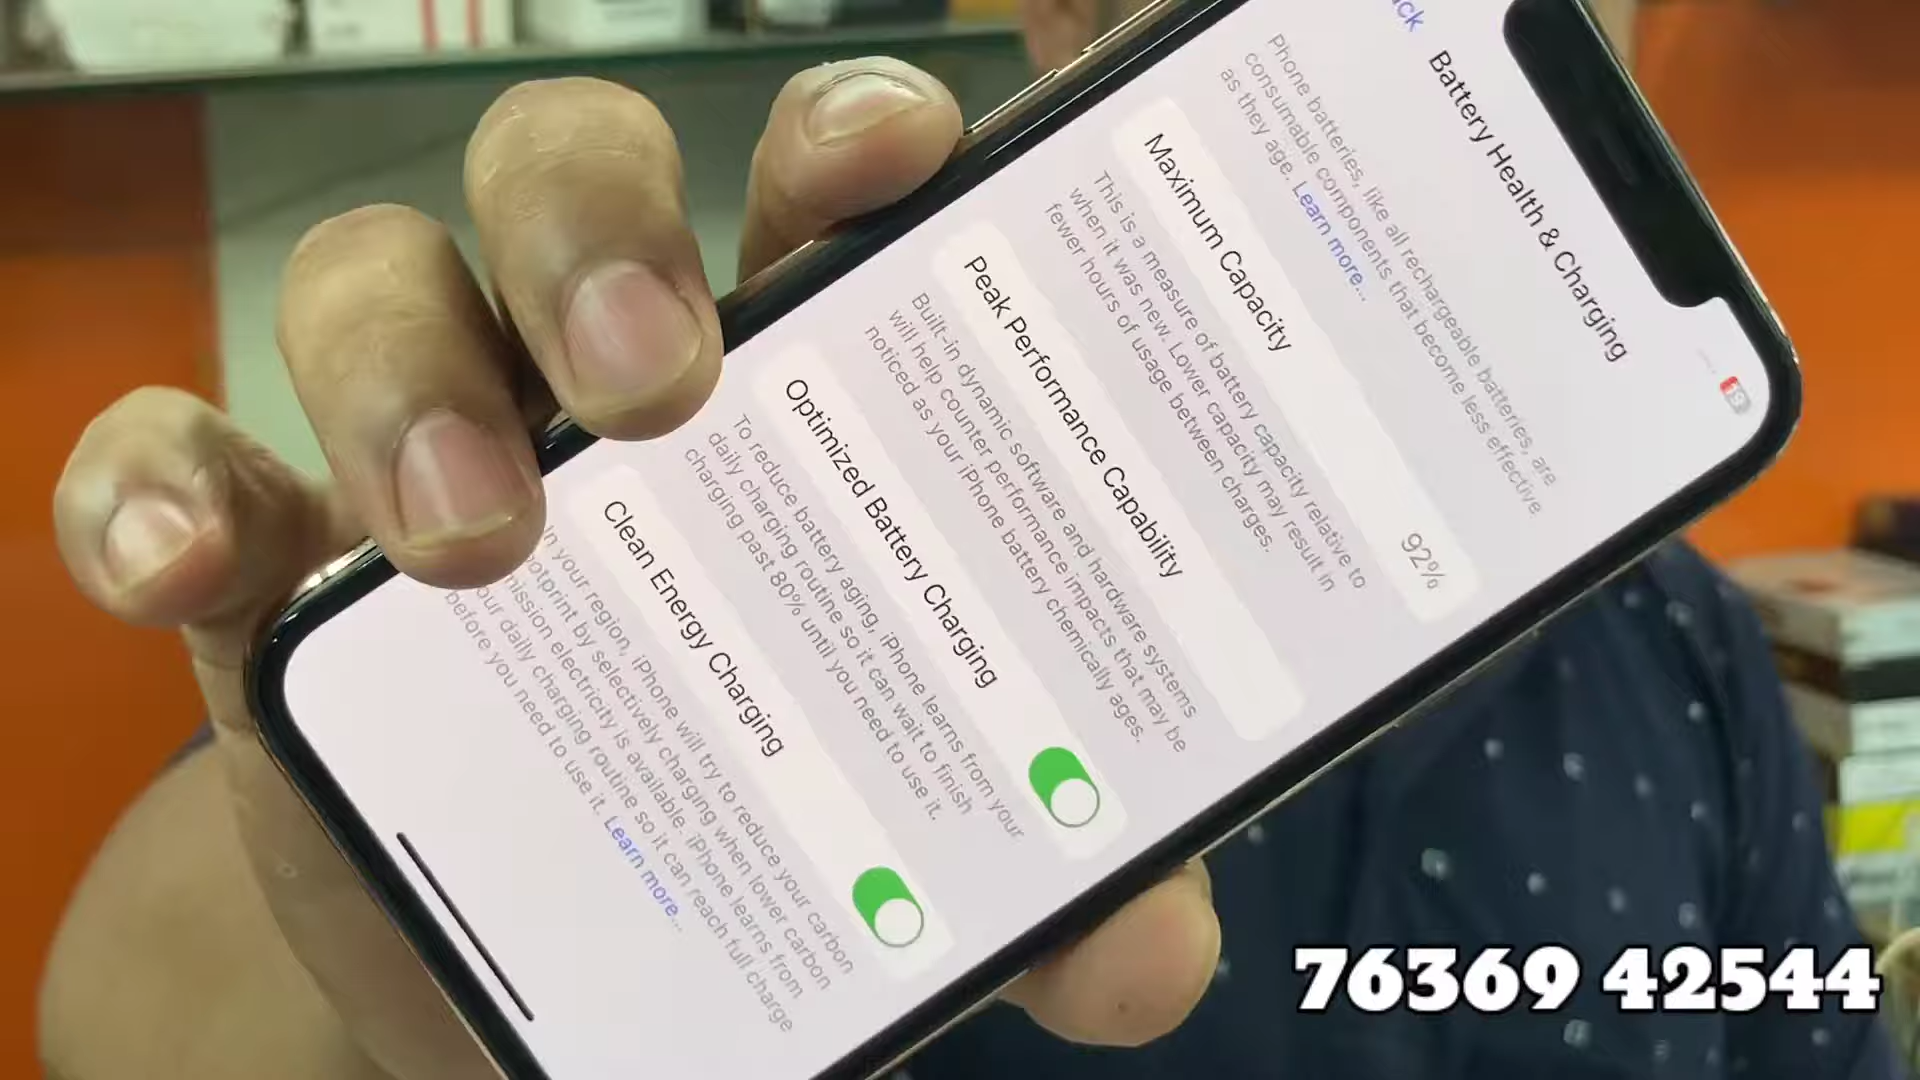 ck
Battery Health & Charging
Phone batteries, like all rechargeable batteries, are
consumable components that become less effective
as they age. Learn more...
Maximum Capacity 92%
This is a measure of battery capacity relative to
when it was new. Lower capacity may result in
fewer hours of usage between charges.
Peak Performance Capability
Built-in dynamic software and hardware systems
will help counter performance impacts that may be
noticed as your iPhone battery chemically ages.
Optimized Battery Charging
To reduce battery aging, iPhone learns from your
daily charging routine so it can wait to finish
charging past 80% until you need to use it.
Clean Energy Charging
In your region, iPhone will try to reduce your carbon
otprint by selectively charging when lower carbon
mission electricity is available. iPhone learns from
our daily charging routine so it can reach full charge
before you need to use it. Learn more...
76369 42544